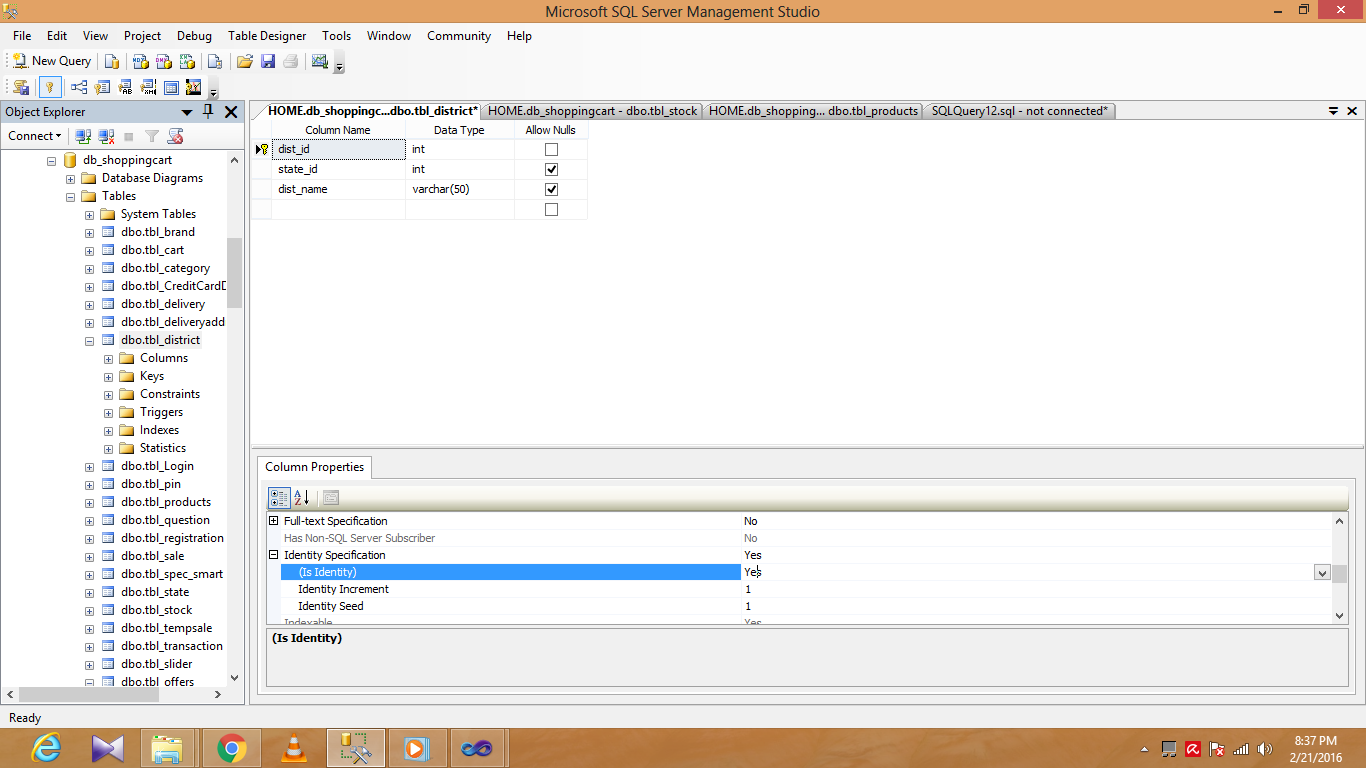 Microsoft SQL Server Management Studio
File Edit View Project Debug Table Designer Tools Window Community Help
New Query
Object Explorer
Connect
db_shoppingcart
Database Diagrams
Tables
System Tables
dbo.tbl_brand
dbo.tbl_cart
dbo.tbl_category
dbo.tbl_CreditCardD
dbo.tbl_delivery
dbo.tbl_deliveryadd
dbo.tbl_district
Columns
Keys
Constraints
Triggers
Indexes
Statistics
dbo.tbl_Login
dbo.tbl_pin
dbo.tbl_products
dbo.tbl_question
dbo.tbl_registration
dbo.tbl_sale
dbo.tbl_spec_smart
dbo.tbl_state
dbo.tbl_stock
dbo.tbl_tempsale
dbo.tbl_transaction
dbo.tbl_slider
dbo.tbl_offers
HOME.db_shoppingc...dbo.tbl_district* HOME.db_shoppingcart - dbo.tbl_stock HOME.db_shopping... dbo.tbl_products SQLQuery12.sql - not connected*
Column Name Data Type Allow Nulls
dist_id int
state_id int
dist_name varchar(50)
Column Properties
Full-text Specification No
Has Non-SQL Server Subscriber No
Identity Specification Yes
(Is Identity) Yes
Identity Increment 1
Identity Seed 1
Indexable Yes
(Is Identity)
Ready
8:37 PM
2/21/2016